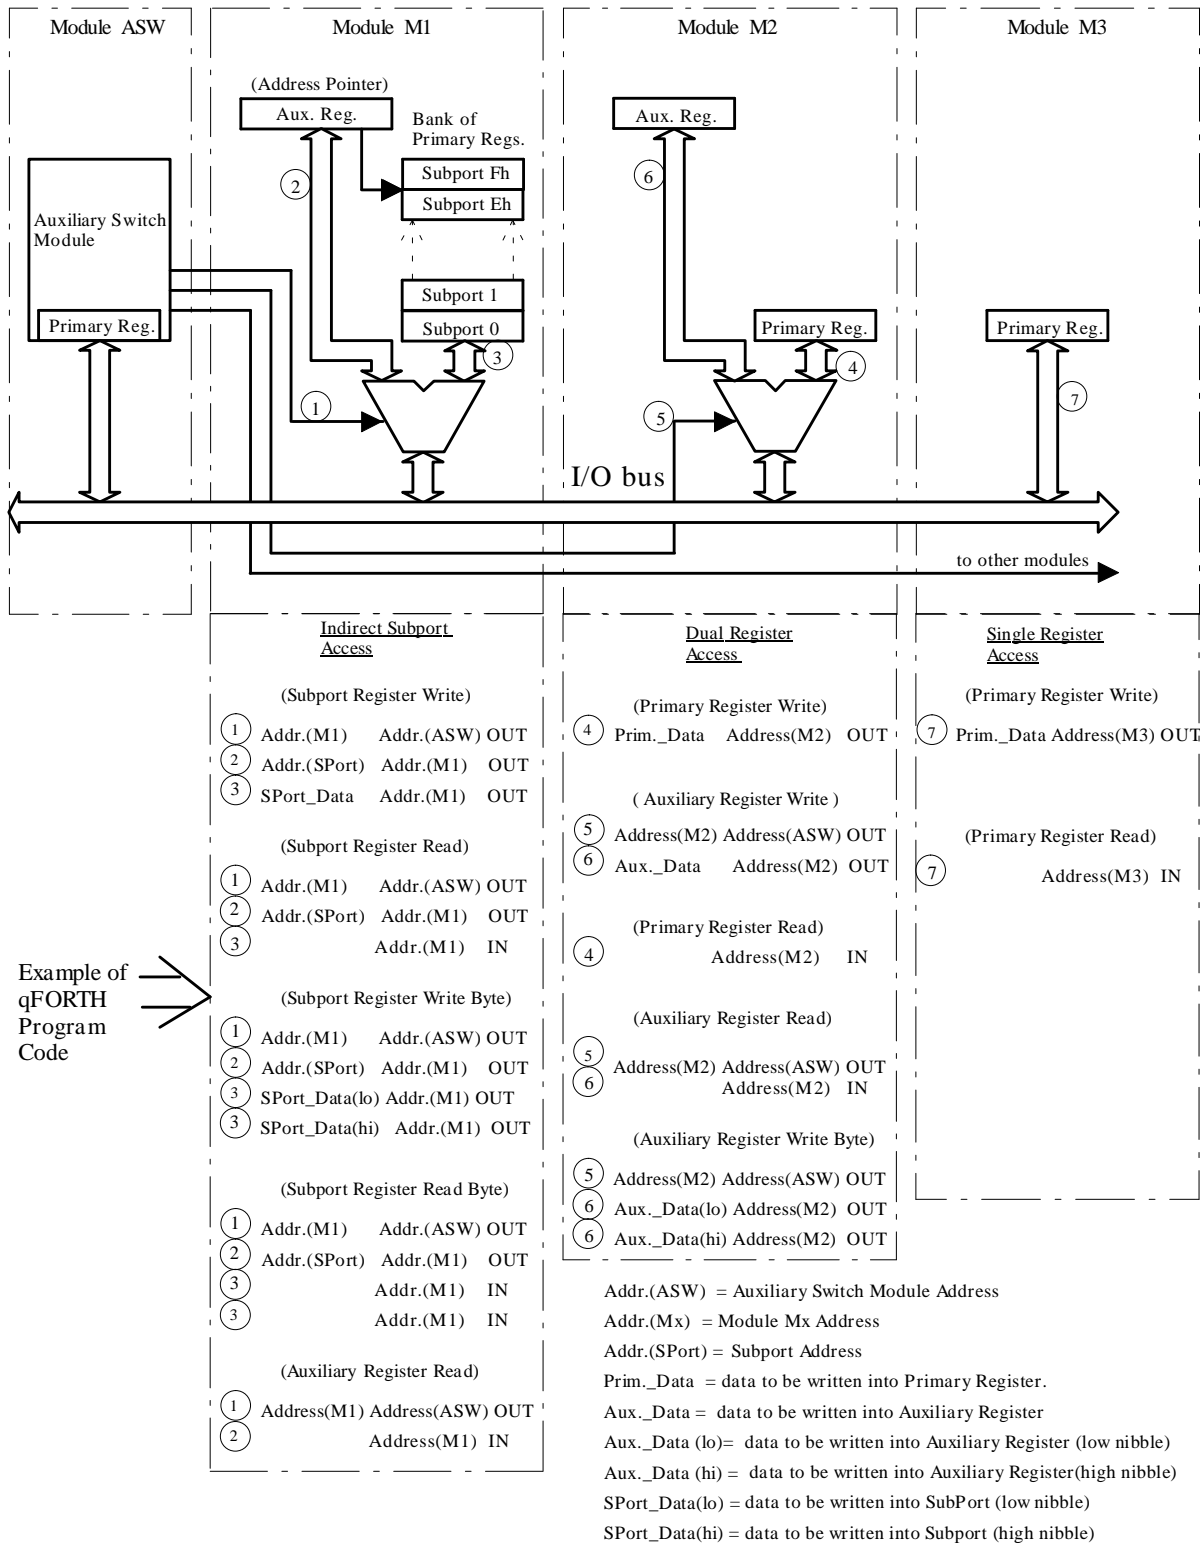 Module ASW
Module M1
Module M2
Module M3
(Address Pointer)
Aux. Reg.
Bank of
Primary Regs.
Subport Fh
Subport Eh
Subport 1
Subport 0
2
3
1
Auxiliary Switch
Module
Primary Reg.
Aux. Reg.
6
Primary Reg.
4
5
Primary Reg.
7
I/O bus
to other modules
Example of
qFORTH
Program
Code
Indirect Subport
Access
(Subport Register Write)
1 Addr.(M1) Addr.(ASW) OUT
2 Addr.(SPort) Addr.(M1) OUT
3 SPort_Data Addr.(M1) OUT
(Subport Register Read)
1 Addr.(M1) Addr.(ASW) OUT
2 Addr.(SPort) Addr.(M1) OUT
3 Addr.(M1) IN
(Subport Register Write Byte)
1 Addr.(M1) Addr.(ASW) OUT
2 Addr.(SPort) Addr.(M1) OUT
3 SPort_Data(lo) Addr.(M1) OUT
3 SPort_Data(hi) Addr.(M1) OUT
(Subport Register Read Byte)
1 Addr.(M1) Addr.(ASW) OUT
2 Addr.(SPort) Addr.(M1) OUT
3 Addr.(M1) IN
3 Addr.(M1) IN
(Auxiliary Register Read)
1 Address(M1) Address(ASW) OUT
2 Address(M1) IN
Dual Register
Access
(Primary Register Write)
4 Prim._Data Address(M2) OUT
( Auxiliary Register Write )
5 Address(M2) Address(ASW) OUT
6 Aux._Data Address(M2) OUT
(Primary Register Read)
4 Address(M2) IN
(Auxiliary Register Read)
5 Address(M2) Address(ASW) OUT
6 Address(M2) IN
(Auxiliary Register Write Byte)
5 Address(M2) Address(ASW) OUT
6 Aux._Data(lo) Address(M2) OUT
6 Aux._Data(hi) Address(M2) OUT
Single Register
Access
(Primary Register Write)
7 Prim._Data Address(M3) OUT
(Primary Register Read)
7 Address(M3) IN
Addr.(ASW) = Auxiliary Switch Module Address
Addr.(Mx) = Module Mx Address
Addr.(SPort) = Subport Address
Prim._Data = data to be written into Primary Register.
Aux._Data = data to be written into Auxiliary Register
Aux._Data (lo)= data to be written into Auxiliary Register (low nibble)
Aux._Data (hi) = data to be written into Auxiliary Register(high nibble)
SPort_Data(lo) = data to be written into SubPort (low nibble)
SPort_Data(hi) = data to be written into Subport (high nibble)